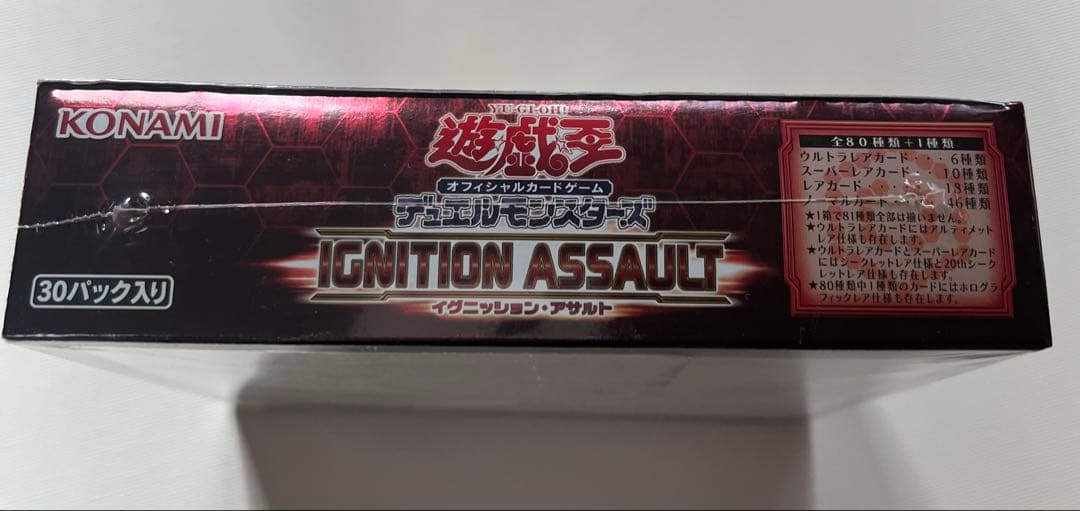 KONAMI
YU-GI-OH!
遊☆戯☆王
オフィシャルカードゲーム
デュエルモンスターズ
IGNITION ASSAULT
イグニッション・アサルト
30パック入り
全80種類+1種類
ウルトラレアカード・・・6種類
スーパーレアカード・・10種類
レアカード・・・・・18種類
ノーマルカード・・・46種類
★1箱で81種類全部は揃いません。
★ウルトラレアカードにはアルティメット
レア仕様も存在します。
★ウルトラレアカードとスーパーレアカード
にはシークレットレア仕様と20thシーク
レットレア仕様も存在します。
★80種類中1種類のカードにはホログラ
フィックレア仕様も存在します。